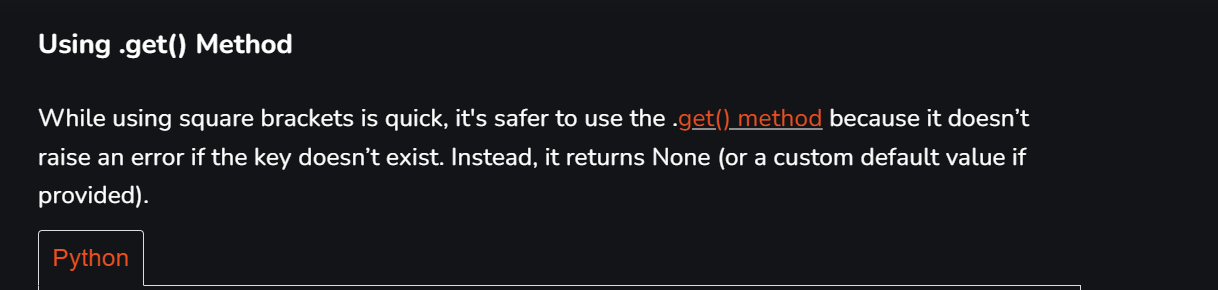 Using .get() Method
While using square brackets is quick, it's safer to use the .get() method because it doesn’t
raise an error if the key doesn’t exist. Instead, it returns None (or a custom default value if
provided).
Python